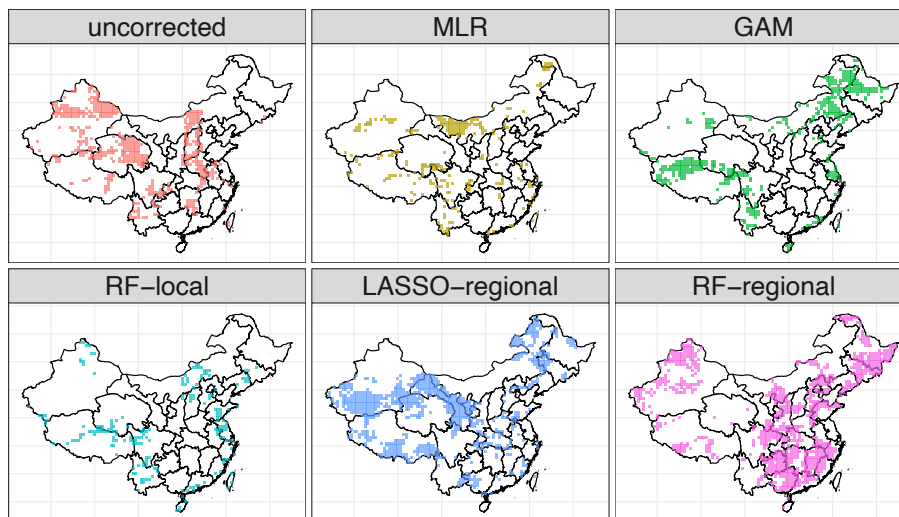 uncorrected
MLR
GAM
RF−local
LASSO−regional
RF−regional